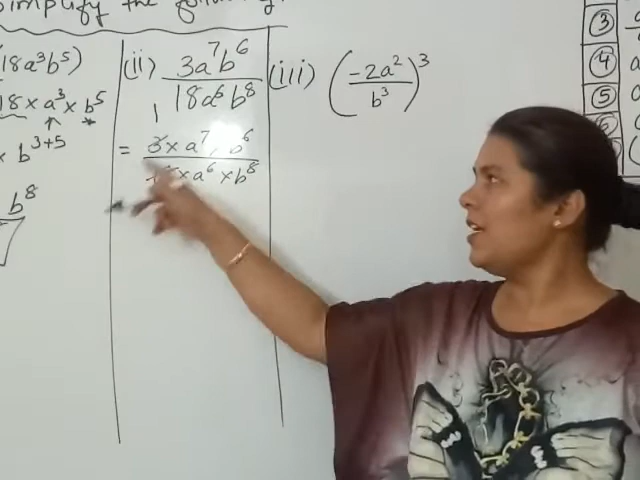 Simplify the following.
18a³b⁵)
18 × a³ × b⁵
× b³⁺⁵
b⁸
(ii) 3a⁷b⁶ / 18a⁶b⁸
1
= 3 × a⁷ × b⁶ / × a⁶ × b⁸
(iii) (-2a² / b³)³
③ a
④ a
⑤
⑥